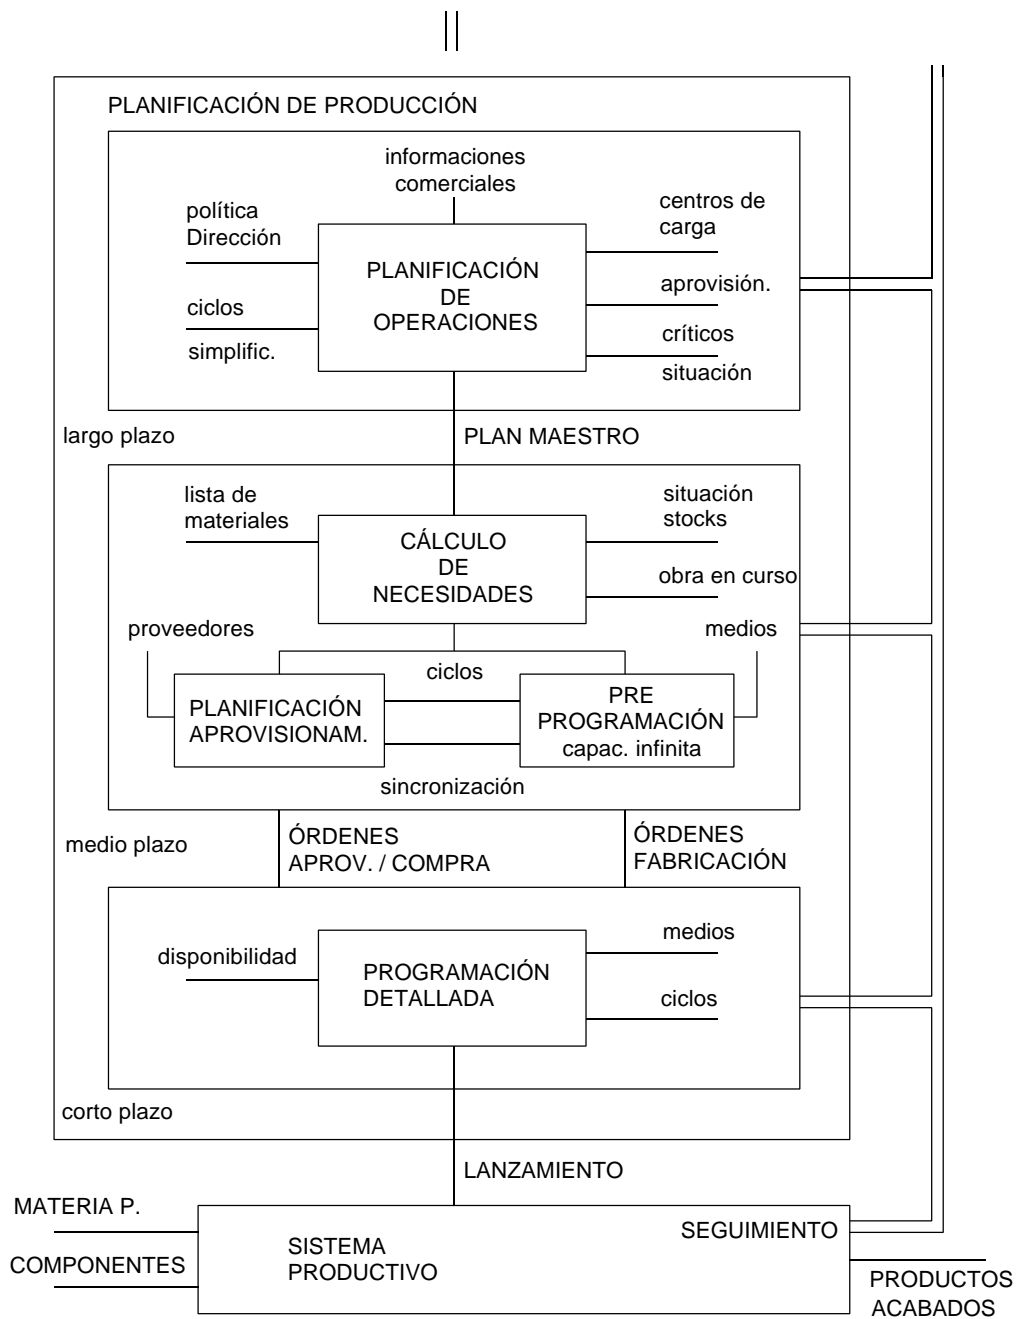 PLANIFICACIÓN DE PRODUCCIÓN
informaciones
comerciales
política
Dirección
centros de
carga
PLANIFICACIÓN
DE
OPERACIONES
aprovisión.
ciclos
simplific.
críticos
situación
largo plazo
PLAN MAESTRO
lista de
materiales
situación
stocks
CÁLCULO
DE
NECESIDADES
obra en curso
proveedores
medios
ciclos
PLANIFICACIÓN
APROVISIONAM.
PRE
PROGRAMACIÓN
capac. infinita
sincronización
medio plazo
ÓRDENES
APROV. / COMPRA
ÓRDENES
FABRICACIÓN
disponibilidad
medios
PROGRAMACIÓN
DETALLADA
ciclos
corto plazo
LANZAMIENTO
MATERIA P.
COMPONENTES
SISTEMA
PRODUCTIVO
SEGUIMIENTO
PRODUCTOS
ACABADOS